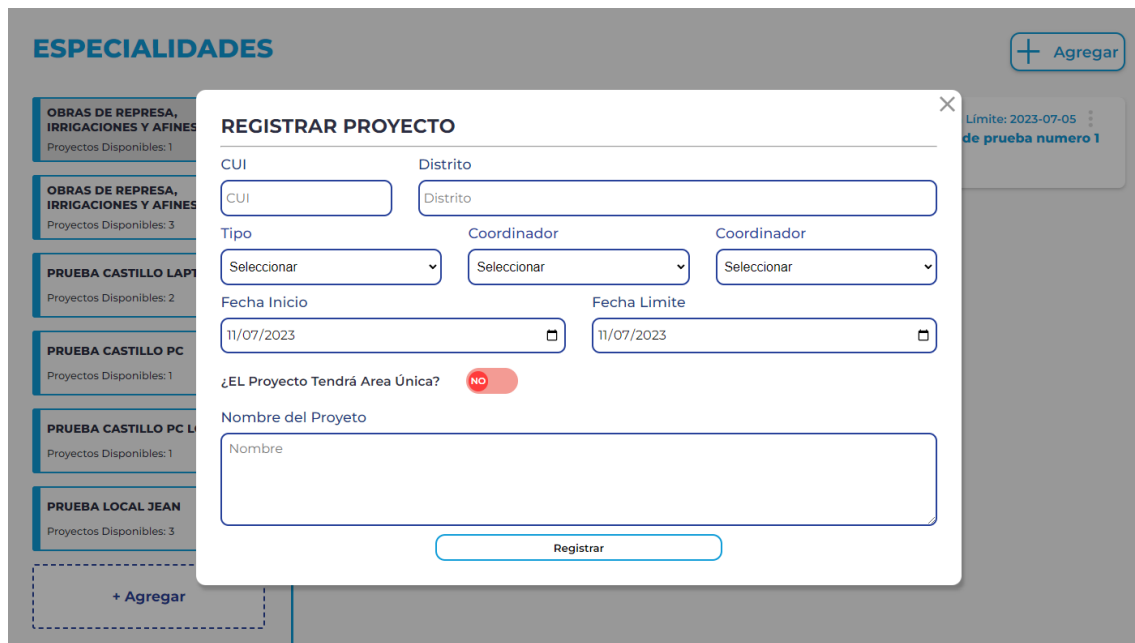 ESPECIALIDADES
Agregar
OBRAS DE REPRESA,
IRRIGACIONES Y AFINES
Proyectos Disponibles: 1
OBRAS DE REPRESA,
IRRIGACIONES Y AFINES
Proyectos Disponibles: 3
PRUEBA CASTILLO
Proyectos Disponibles: 2
PRUEBA CASTILLO PC
Proyectos Disponibles: 1
PRUEBA CASTILLO PC
Proyectos Disponibles: 1
PRUEBA LOCAL JEAN
Proyectos Disponibles: 3
+ Agregar
REGISTRAR PROYECTO
CUI
Distrito
CUI
Distrito
Tipo
Coordinador
Coordinador
Seleccionar
Seleccionar
Seleccionar
Fecha Inicio
Fecha Limite
11/07/2023
11/07/2023
¿EL Proyecto Tendrá Area Única?
NO
Nombre del Proyeto
Nombre
Registrar
Límite: 2023-07-05
de prueba numero 1